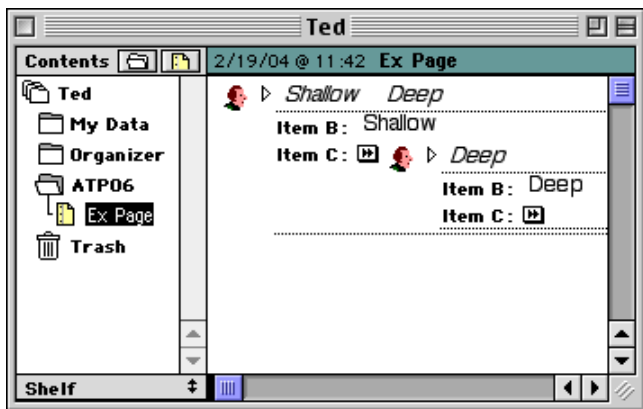 Ted
Contents
2/19/04 @ 11:42 Ex Page
Ted
My Data
Organizer
ATP06
Ex Page
Trash
Shelf
Shallow Deep
Item B: Shallow
Item C: Deep
Item B: Deep
Item C: